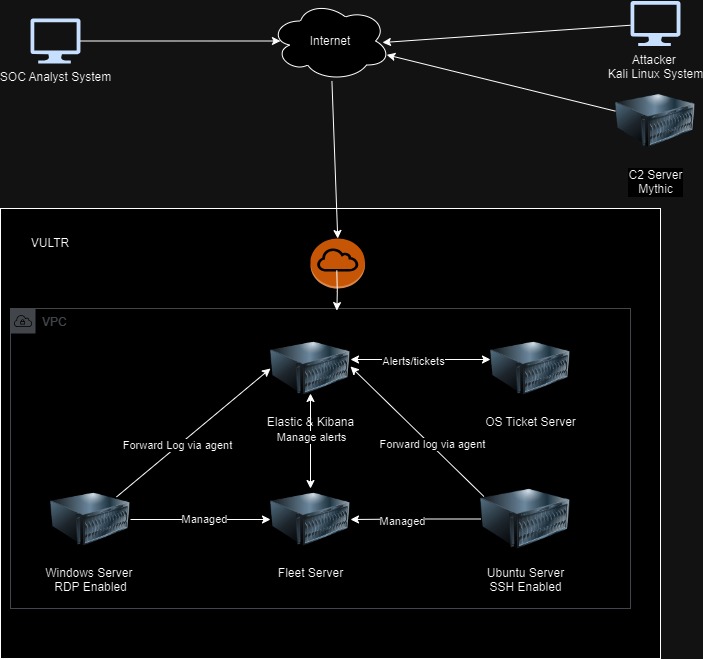 Internet
SOC Analyst System
Attacker
Kali Linux System
C2 Server
Mythic
VULTR
VPC
Alerts/tickets
Elastic & Kibana
Manage alerts
OS Ticket Server
Forward Log via agent
Forward log via agent
Managed
Managed
Windows Server
RDP Enabled
Fleet Server
Ubuntu Server
SSH Enabled